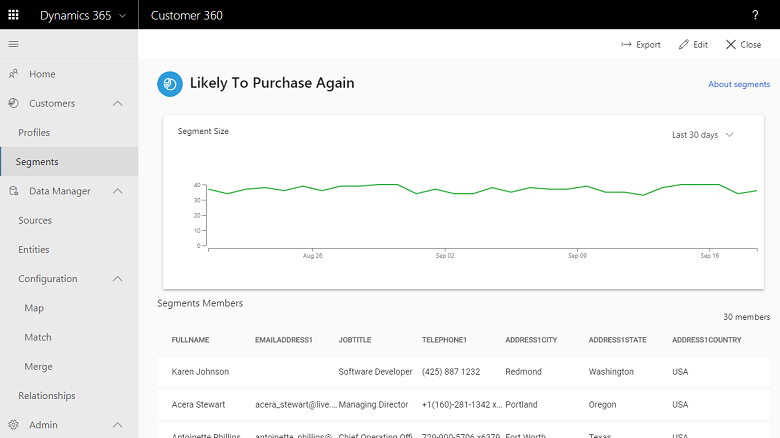 Dynamics 365 Customer 360 ?
Export Edit Close
Home
Customers
Profiles
Segments
Data Manager
Sources
Entities
Configuration
Map
Match
Merge
Relationships
Admin
Likely To Purchase Again
About segments
Segment Size
Last 30 days
40
30
20
10
0
Aug 26 Sep 02 Sep 09 Sep 16
Segments Members
30 members
FULLNAME EMAILADDRESS1 JOBTITLE TELEPHONE1 ADDRESS1CITY ADDRESS1STATE ADDRESS1COUNTRY
Karen Johnson Software Developer (425) 887 1232 Redmond Washington USA
Acera Stewart acera_stewart@live.... Managing Director +1(160)-281-1342 x... Portland Oregon USA
Antoinette Phillips antoinette_phillips@... Chief Operating Offi... 729-900-5706 x6379 Fort Worth Texas USA